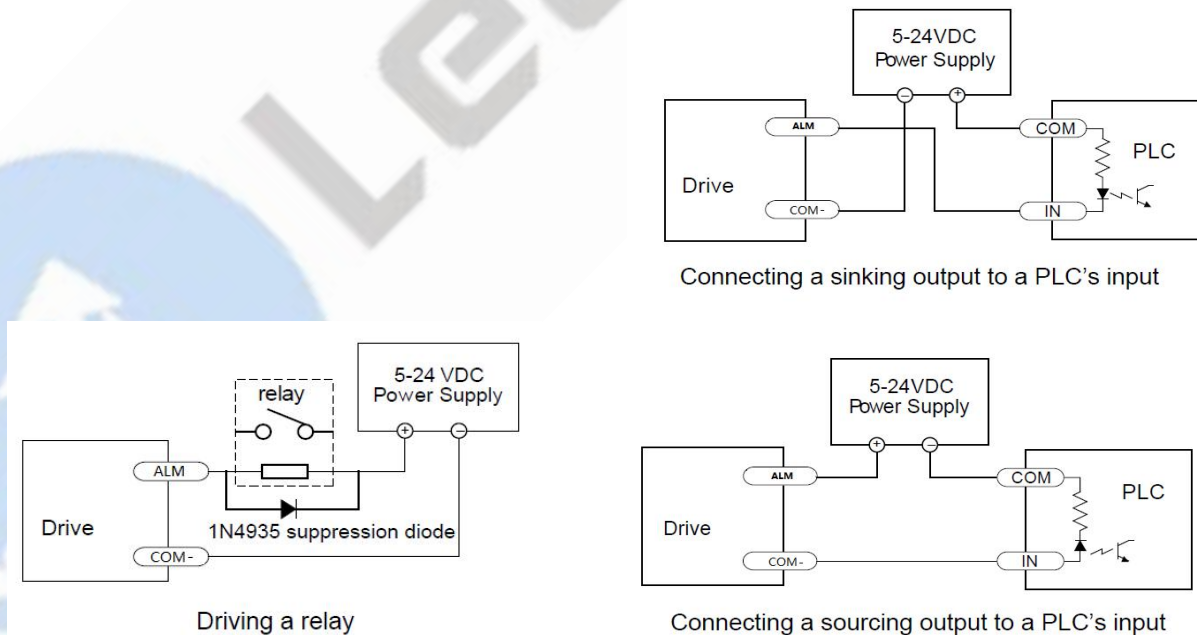 5-24VDC
Power Supply
ALM
COM
PLC
Drive
COM-
IN
Connecting a sinking output to a PLC's input
5-24 VDC
Power Supply
relay
ALM
Drive
1N4935 suppression diode
COM-
Driving a relay
5-24VDC
Power Supply
ALM
COM
PLC
Drive
COM-
IN
Connecting a sourcing output to a PLC's input